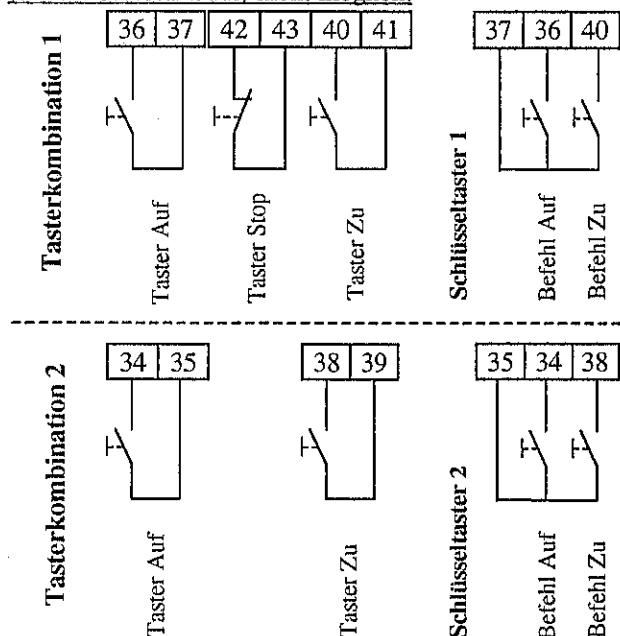 Tasterkombination 1
36 37 42 43 40 41
Taster Auf
Taster Stop
Taster Zu
37 36 40
Schlüsseltaster 1
Befehl Auf
Befehl Zu
Tasterkombination 2
34 35
38 39
Taster Auf
Taster Zu
35 34 38
Schlüsseltaster 2
Befehl Auf
Befehl Zu